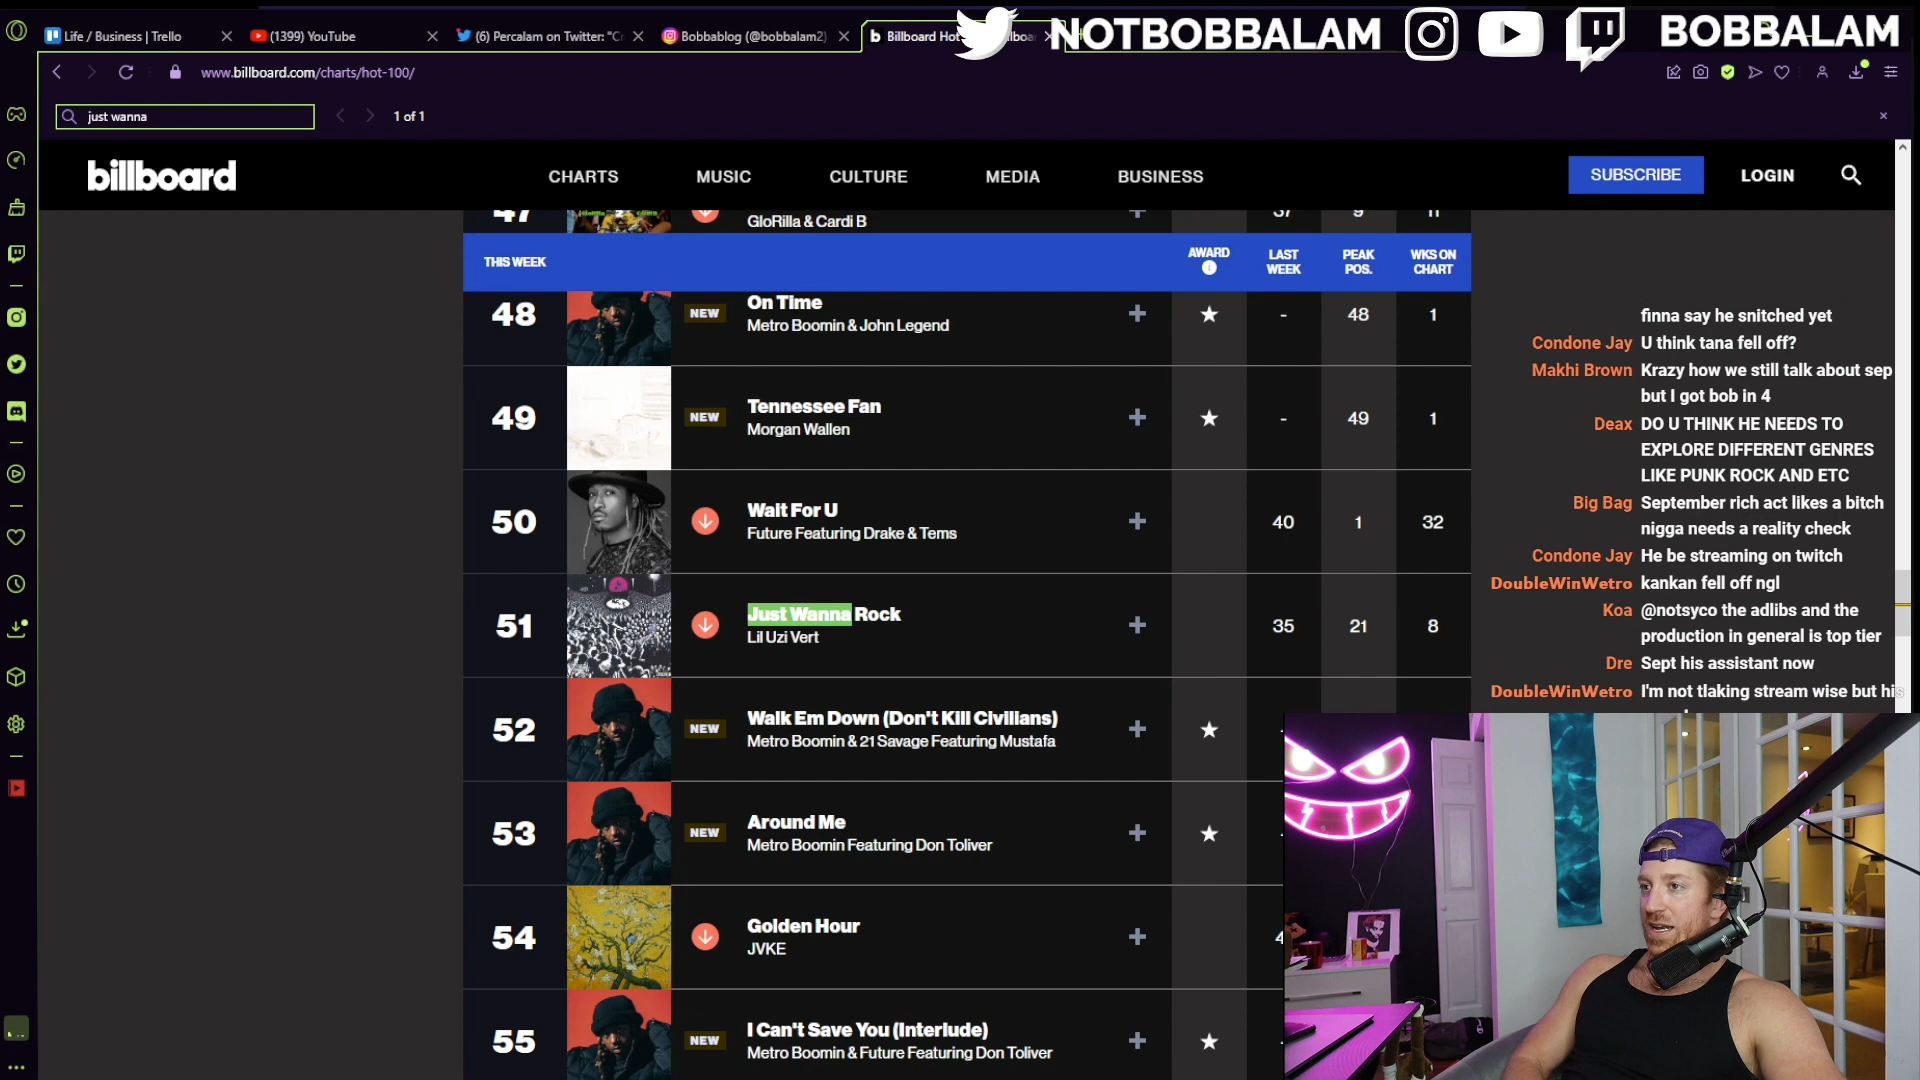 NOTBOBBALAM
BOBBALAM
Life / Business | Trello
(1399) YouTube
(6) Percalam on Twitter: "C
Bobbablog (@bobbalam2)
Billboard Hot
www.billboard.com/charts/hot-100/
just wanna
1 of 1
billboard
CHARTS
MUSIC
CULTURE
MEDIA
BUSINESS
SUBSCRIBE
LOGIN
47
GloRilla & Cardi B
37
9
11
THIS WEEK
AWARD
LAST
WEEK
PEAK
POS.
WKS ON
CHART
48
NEW
On Time
Metro Boomin & John Legend
-
48
1
49
NEW
Tennessee Fan
Morgan Wallen
-
49
1
50
Wait For U
Future Featuring Drake & Tems
40
1
32
51
Just Wanna Rock
Lil Uzi Vert
35
21
8
52
NEW
Walk Em Down (Don't Kill Civilians)
Metro Boomin & 21 Savage Featuring Mustafa
53
NEW
Around Me
Metro Boomin Featuring Don Toliver
54
Golden Hour
JVKE
4
55
NEW
I Can't Save You (Interlude)
Metro Boomin & Future Featuring Don Toliver
finna say he snitched yet
Condone Jay U think tana fell off?
Makhi Brown Krazy how we still talk about sep
but I got bob in 4
Deax DO U THINK HE NEEDS TO
EXPLORE DIFFERENT GENRES
LIKE PUNK ROCK AND ETC
Big Bag September rich act likes a bitch
nigga needs a reality check
Condone Jay He be streaming on twitch
DoubleWinWetro kankan fell off ngl
Koa @notsyco the adlibs and the
production in general is top tier
Dre Sept his assistant now
DoubleWinWetro I'm not tlaking stream wise but his